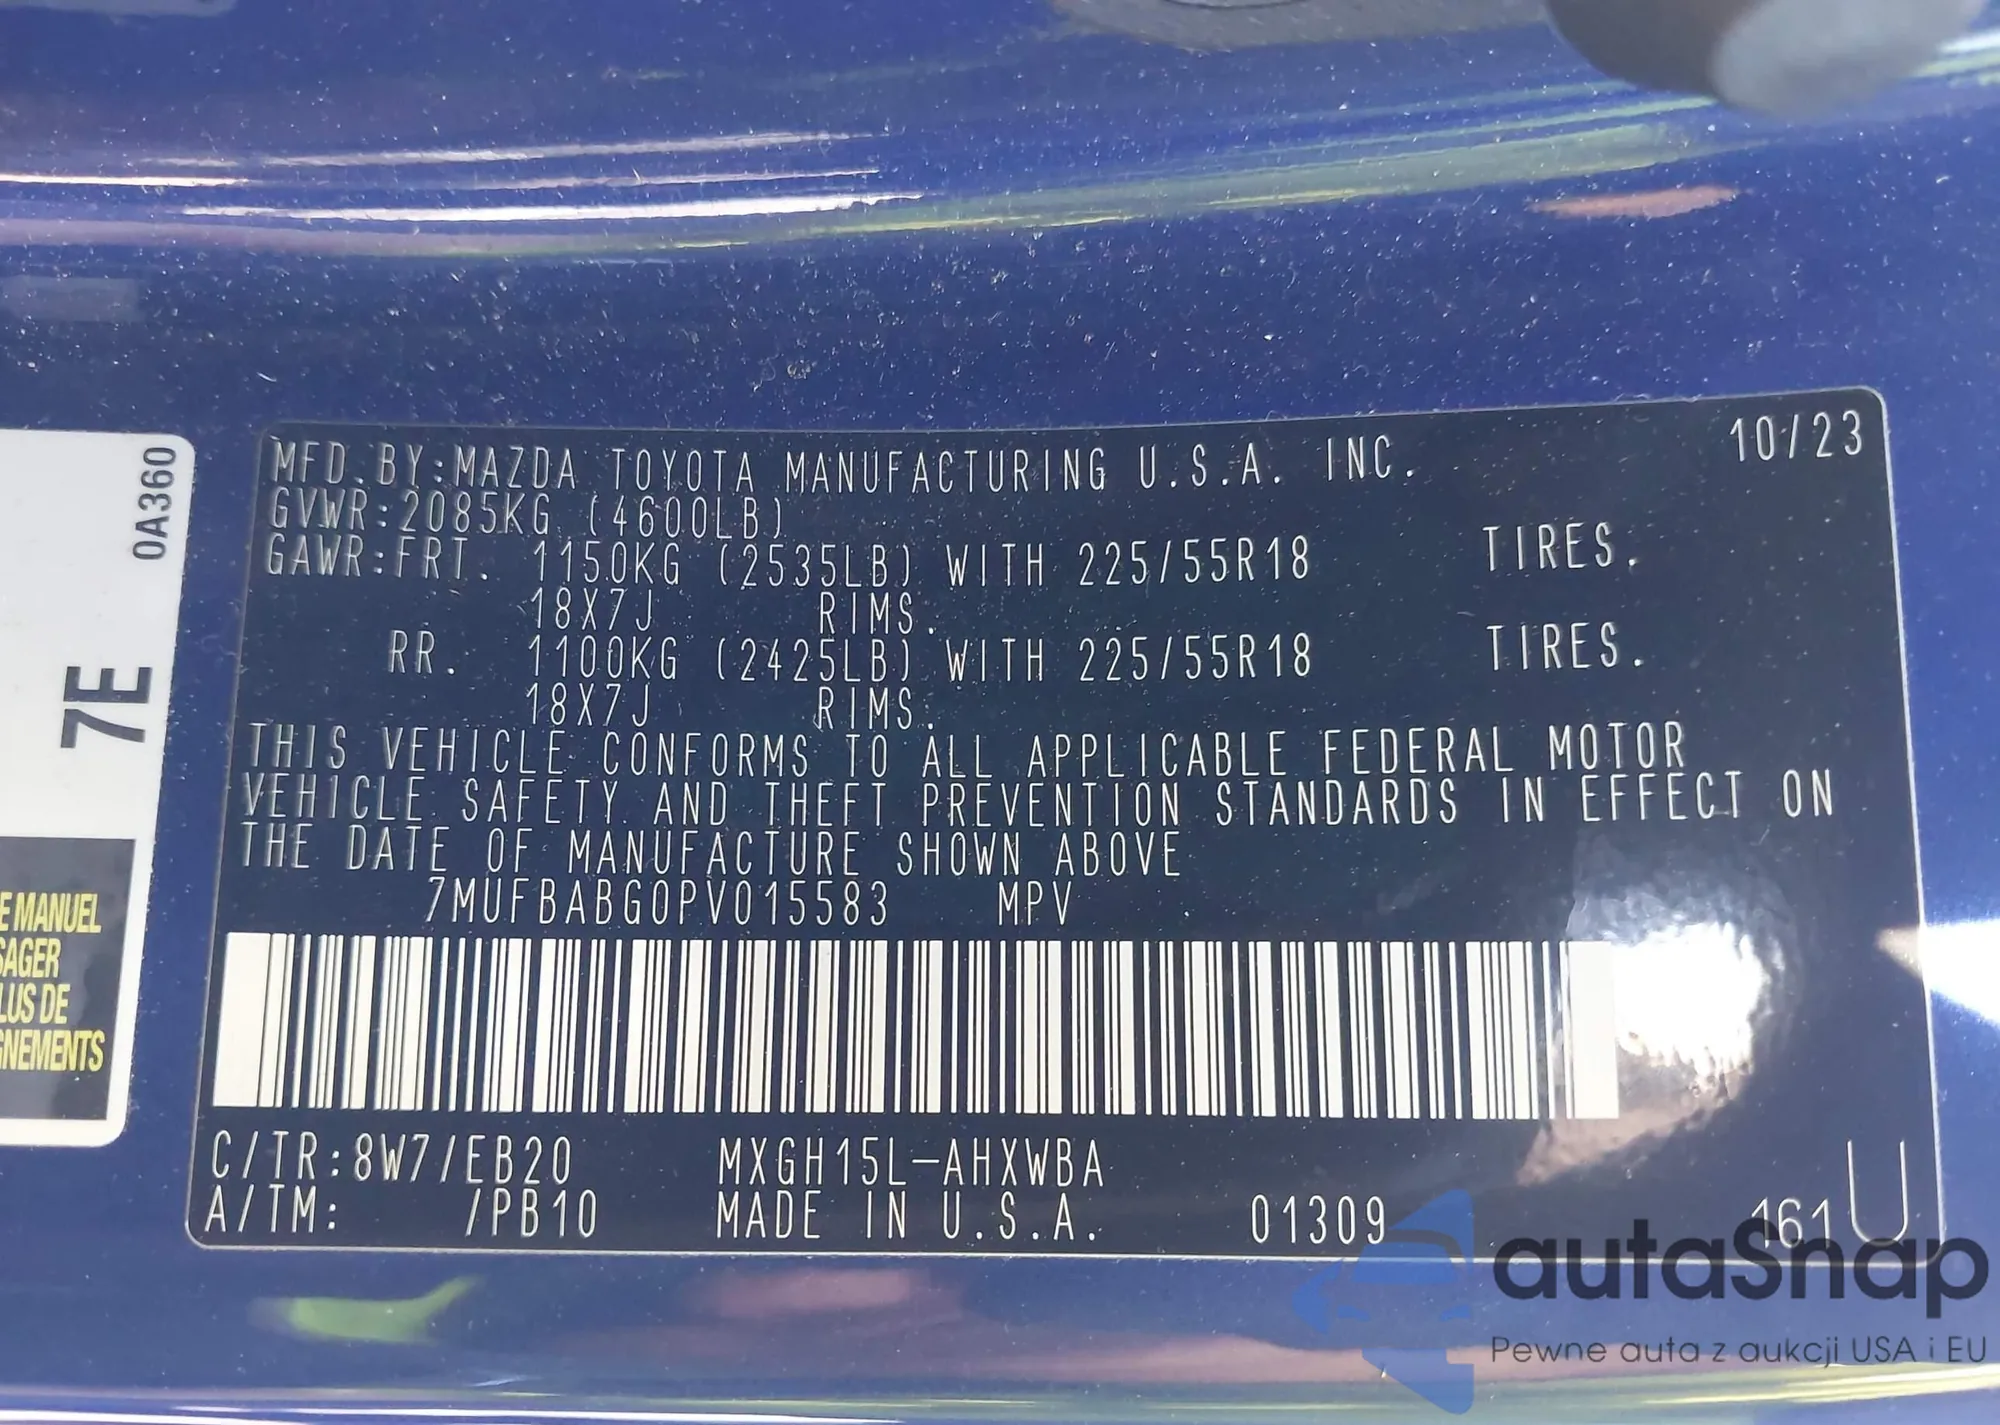 MFD.BY:MAZDA TOYOTA MANUFACTURING U.S.A. INC. 10/23
GVWR:2085KG (4600LB)
GAWR:FRT. 1150KG (2535LB) WITH 225/55R18 TIRES.
18X7J RIMS.
RR. 1100KG (2425LB) WITH 225/55R18 TIRES.
18X7J RIMS.
THIS VEHICLE CONFORMS TO ALL APPLICABLE FEDERAL MOTOR
VEHICLE SAFETY AND THEFT PREVENTION STANDARDS IN EFFECT ON
THE DATE OF MANUFACTURE SHOWN ABOVE
7MUFBABG0PV015583 MPV
C/TR:8W7/EB20 MXGH15L-AHXWBA
A/TM: /PB10 MADE IN U.S.A. 01309 161 U
0A360
7E
E MANUEL
SAGER
LUS DE
GNEMENTS
autaSnap
Pewne auta z aukcji USA i EU